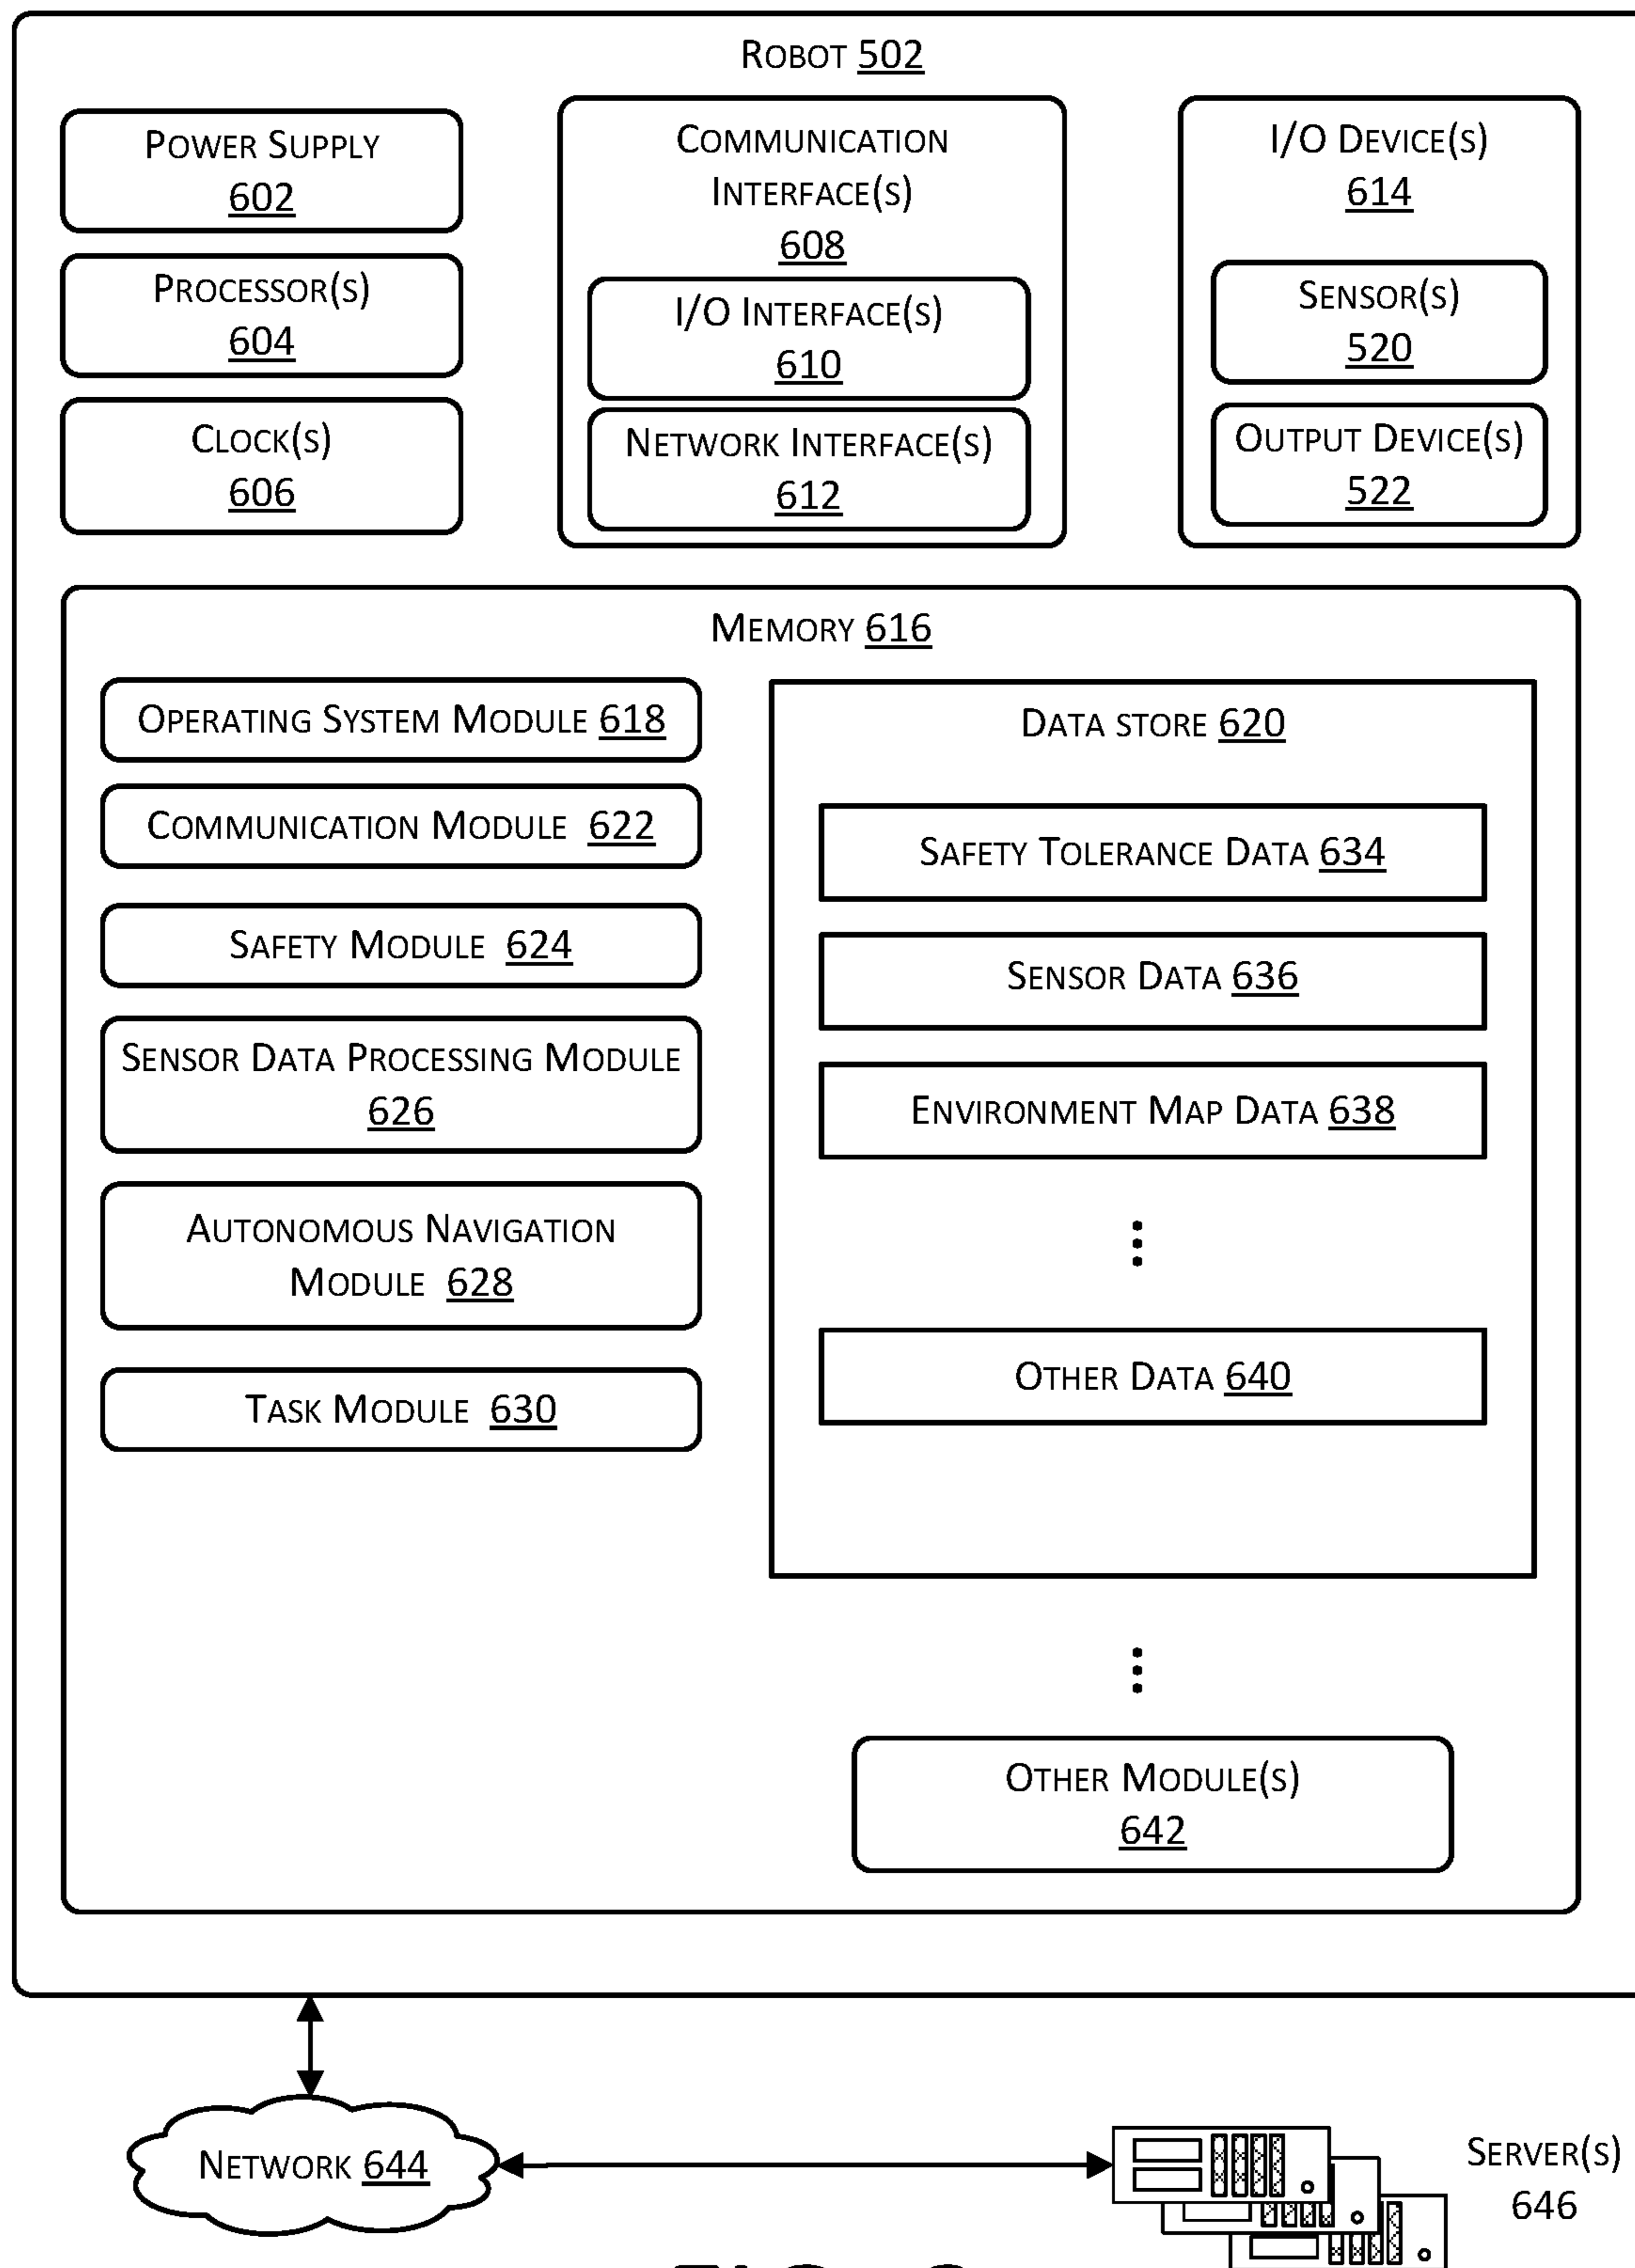 ROBOT 502
POWER SUPPLY
602
PROCESSOR(S)
604
CLOCK(S)
606
COMMUNICATION
INTERFACE(S)
608
I/O INTERFACE(S)
610
NETWORK INTERFACE(S)
612
I/O DEVICE(S)
614
SENSOR(S)
520
OUTPUT DEVICE(S)
522
MEMORY 616
OPERATING SYSTEM MODULE 618
COMMUNICATION MODULE 622
SAFETY MODULE 624
SENSOR DATA PROCESSING MODULE
626
AUTONOMOUS NAVIGATION
MODULE 628
TASK MODULE 630
DATA STORE 620
SAFETY TOLERANCE DATA 634
SENSOR DATA 636
ENVIRONMENT MAP DATA 638
OTHER DATA 640
OTHER MODULE(S)
642
NETWORK 644
SERVER(S)
646